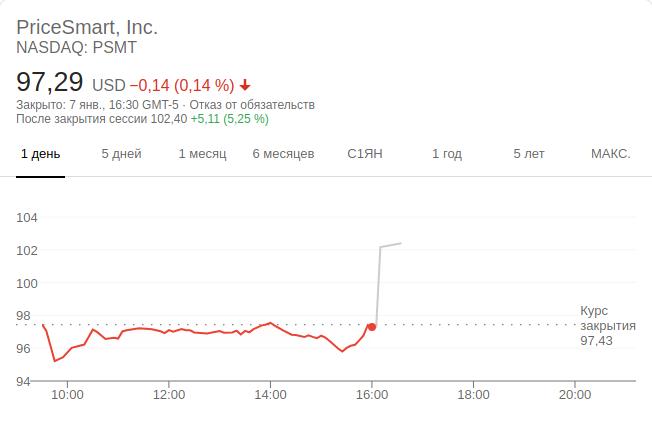 PriceSmart, Inc.
NASDAQ: PSMT
97,29 USD −0,14 (0,14 %)
Закрыто: 7 янв., 16:30 GMT-5 · Отказ от обязательств
После закрытия сессии 102,40 +5,11 (5,25 %)
1 день 5 дней 1 месяц 6 месяцев С1ЯН 1 год 5 лет МАКС.
104
102
100
98
96
94
Курс
закрытия
97,43
10:00 12:00 14:00 16:00 18:00 20:00